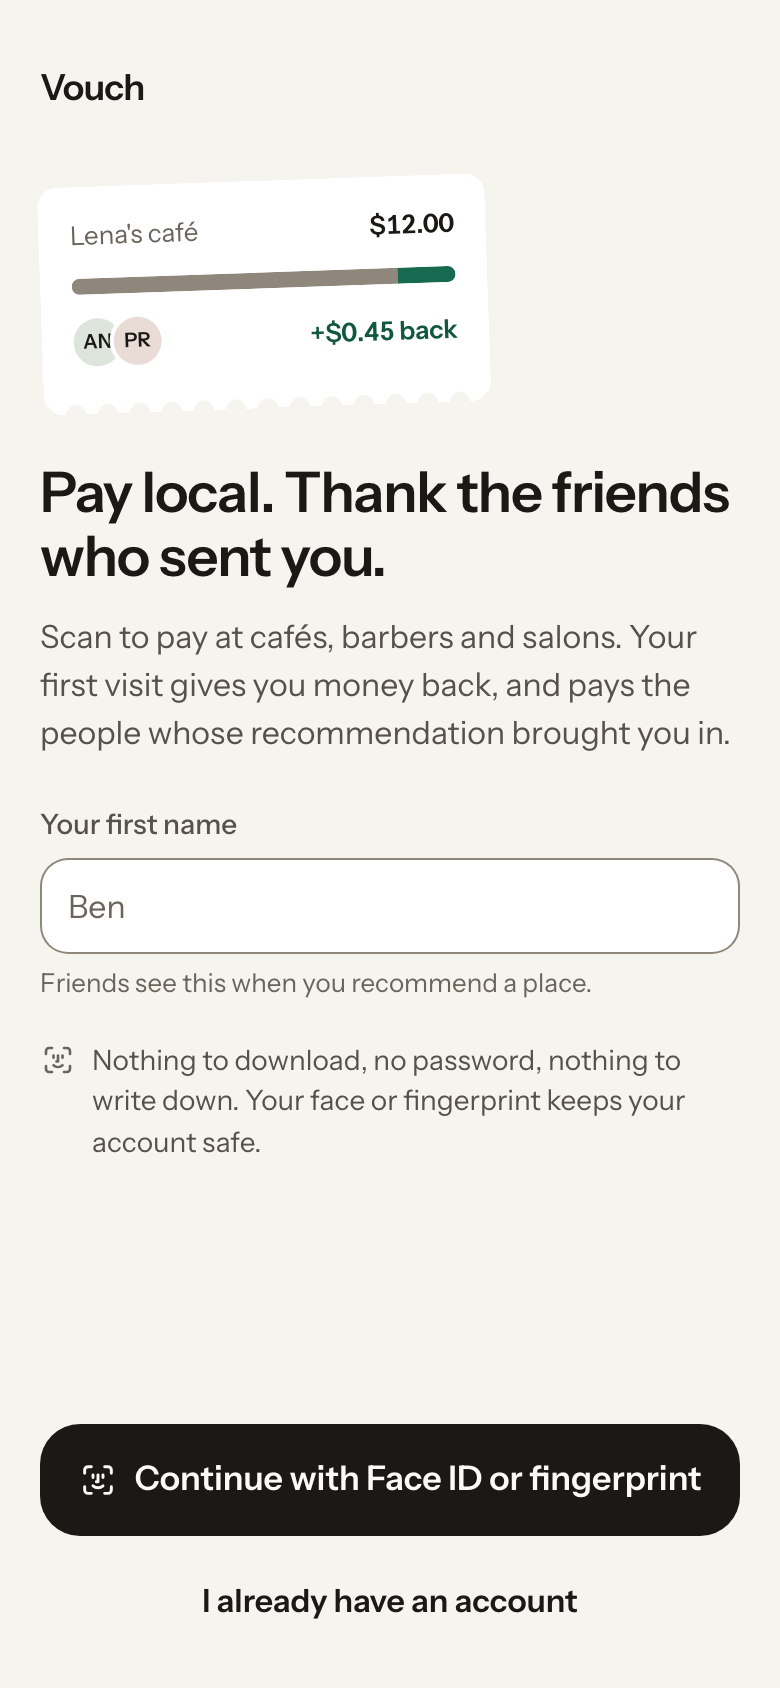 Vouch
Lena's café
$12.00
AN
PR
+$0.45 back
Pay local. Thank the friends
who sent you.
Scan to pay at cafés, barbers and salons. Your
first visit gives you money back, and pays the
people whose recommendation brought you in.
Your first name
Ben
Friends see this when you recommend a place.
Nothing to download, no password, nothing to
write down. Your face or fingerprint keeps your
account safe.
Continue with Face ID or fingerprint
I already have an account